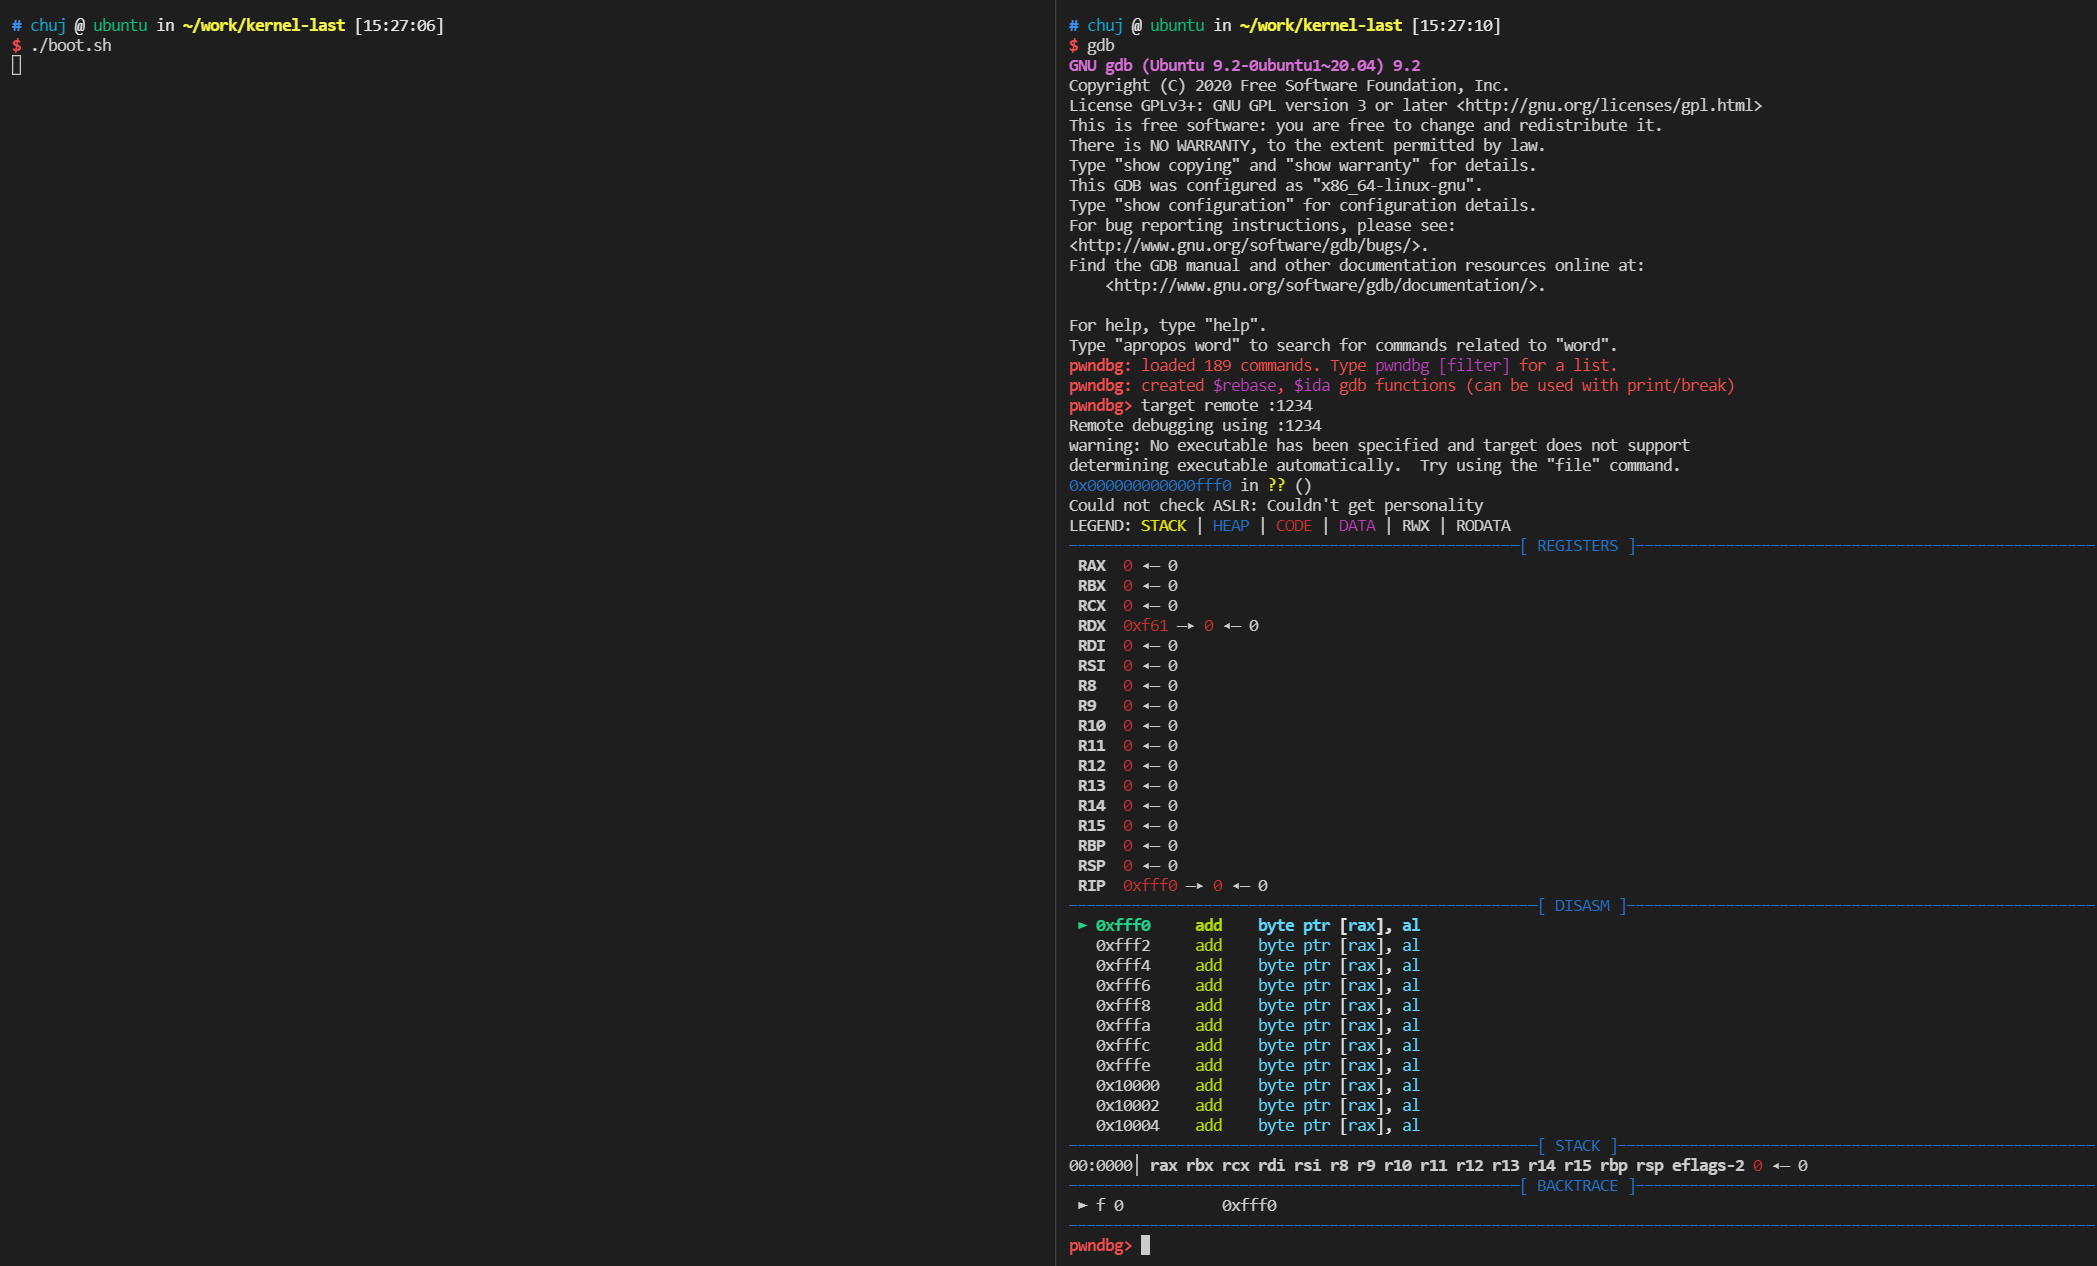 # chuj @ ubuntu in ~/work/kernel-last [15:27:06]
$ ./boot.sh
# chuj @ ubuntu in ~/work/kernel-last [15:27:10]
$ gdb
GNU gdb (Ubuntu 9.2-0ubuntu1~20.04) 9.2
Copyright (C) 2020 Free Software Foundation, Inc.
License GPLv3+: GNU GPL version 3 or later <http://gnu.org/licenses/gpl.html>
This is free software: you are free to change and redistribute it.
There is NO WARRANTY, to the extent permitted by law.
Type "show copying" and "show warranty" for details.
This GDB was configured as "x86_64-linux-gnu".
Type "show configuration" for configuration details.
For bug reporting instructions, please see:
<http://www.gnu.org/software/gdb/bugs/>.
Find the GDB manual and other documentation resources online at:
    <http://www.gnu.org/software/gdb/documentation/>.
For help, type "help".
Type "apropos word" to search for commands related to "word".
pwndbg: loaded 189 commands. Type pwndbg [filter] for a list.
pwndbg: created $rebase, $ida gdb functions (can be used with print/break)
pwndbg> target remote :1234
Remote debugging using :1234
warning: No executable has been specified and target does not support
determining executable automatically.  Try using the "file" command.
0x000000000000fff0 in ?? ()
Could not check ASLR: Couldn't get personality
LEGEND: STACK | HEAP | CODE | DATA | RWX | RODATA
[ REGISTERS ]
RAX  0 ◂— 0
RBX  0 ◂— 0
RCX  0 ◂— 0
RDX  0xf61 —▸ 0 ◂— 0
RDI  0 ◂— 0
RSI  0 ◂— 0
R8   0 ◂— 0
R9   0 ◂— 0
R10  0 ◂— 0
R11  0 ◂— 0
R12  0 ◂— 0
R13  0 ◂— 0
R14  0 ◂— 0
R15  0 ◂— 0
RBP  0 ◂— 0
RSP  0 ◂— 0
RIP  0xfff0 —▸ 0 ◂— 0
[ DISASM ]
► 0xfff0     add    byte ptr [rax], al
0xfff2     add    byte ptr [rax], al
0xfff4     add    byte ptr [rax], al
0xfff6     add    byte ptr [rax], al
0xfff8     add    byte ptr [rax], al
0xfffa     add    byte ptr [rax], al
0xfffc     add    byte ptr [rax], al
0xfffe     add    byte ptr [rax], al
0x10000    add    byte ptr [rax], al
0x10002    add    byte ptr [rax], al
0x10004    add    byte ptr [rax], al
[ STACK ]
00:0000│ rax rbx rcx rdi rsi r8 r9 r10 r11 r12 r13 r14 r15 rbp rsp eflags-2 0 ◂— 0
[ BACKTRACE ]
► f 0           0xfff0
pwndbg>